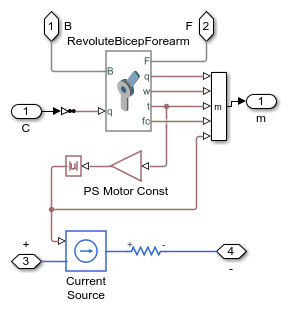 1 B F 2
RevoluteBicepForearm
F
B q
w
1 q t m 1
C fc m
|u|
PS Motor Const
+ + - 4
3 -
Current
Source